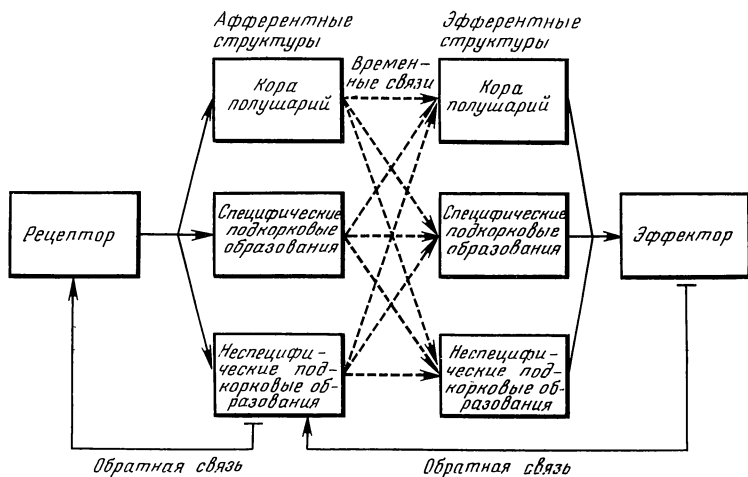 Афферентные
структуры
Эфферентные
структуры
Времен-
ные связи
Кора
полушарий
Кора
полушарий
Рецептор
Специфические
подкорковые
образования
Специфические
подкорковые
образования
Эффектор
Неспецифи-
ческие под-
корковые об-
разования
Неспецифи-
ческие под-
корковые об-
разования
Обратная связь
Обратная связь